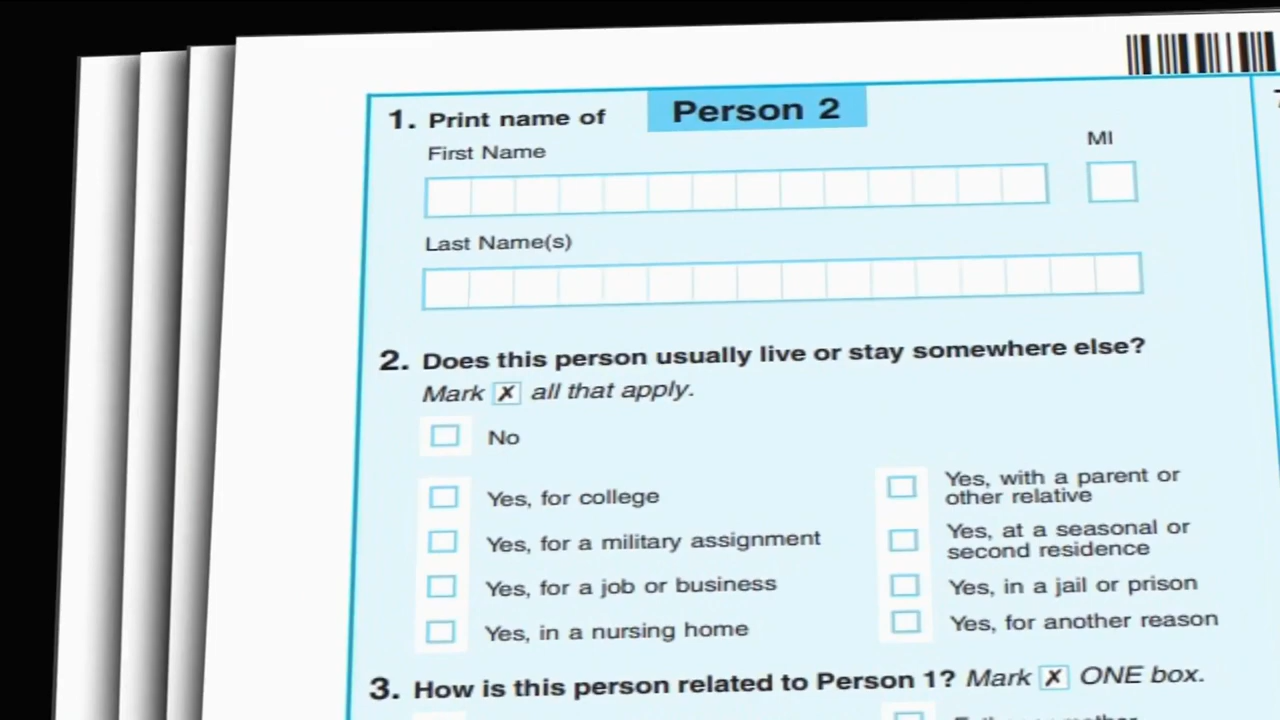 1. Print name of Person 2
First Name
MI
Last Name(s)
2. Does this person usually live or stay somewhere else?
Mark X all that apply.
No
Yes, for college
Yes, for a military assignment
Yes, for a job or business
Yes, in a nursing home
Yes, with a parent or
other relative
Yes, at a seasonal or
second residence
Yes, in a jail or prison
Yes, for another reason
3. How is this person related to Person 1? Mark X ONE box.